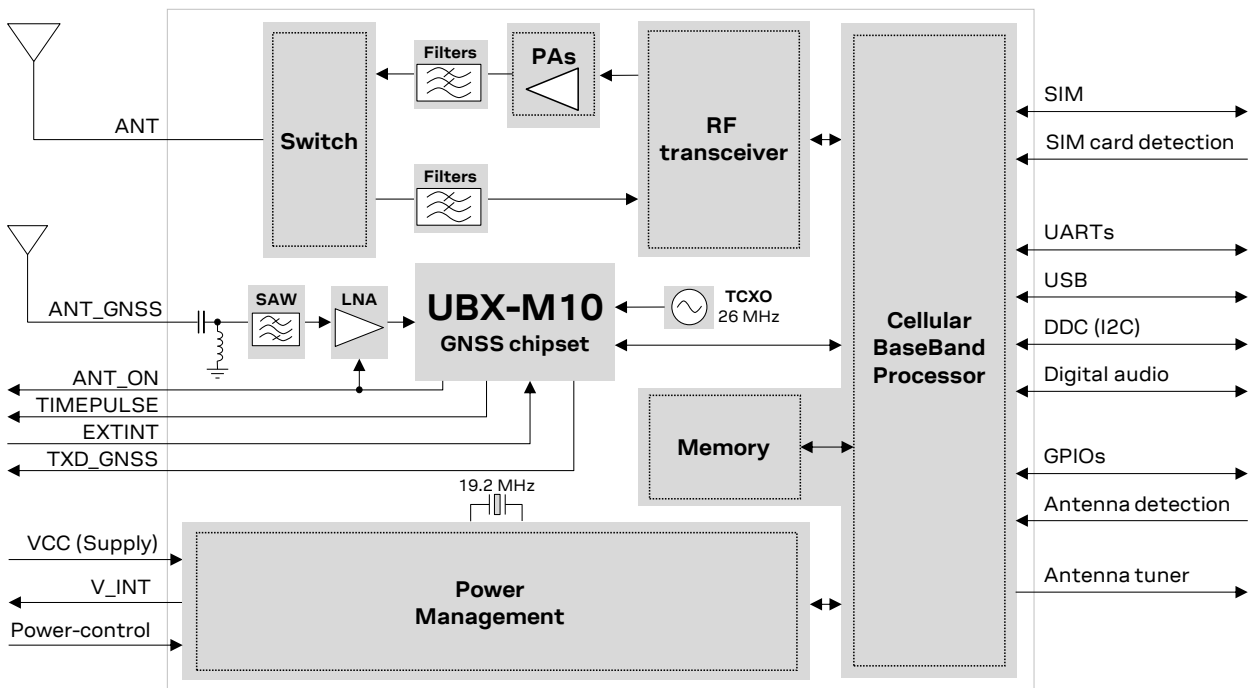 ANT
Switch
Filters
PAs
Filters
RF
transceiver
SIM
SIM card detection
ANT_GNSS
SAW
LNA
UBX-M10
GNSS chipset
TCXO
26 MHz
Cellular
BaseBand
Processor
UARTs
USB
DDC (I2C)
Digital audio
ANT_ON
TIMEPULSE
EXTINT
TXD_GNSS
Memory
GPIOs
Antenna detection
Antenna tuner
19.2 MHz
VCC (Supply)
V_INT
Power-control
Power
Management